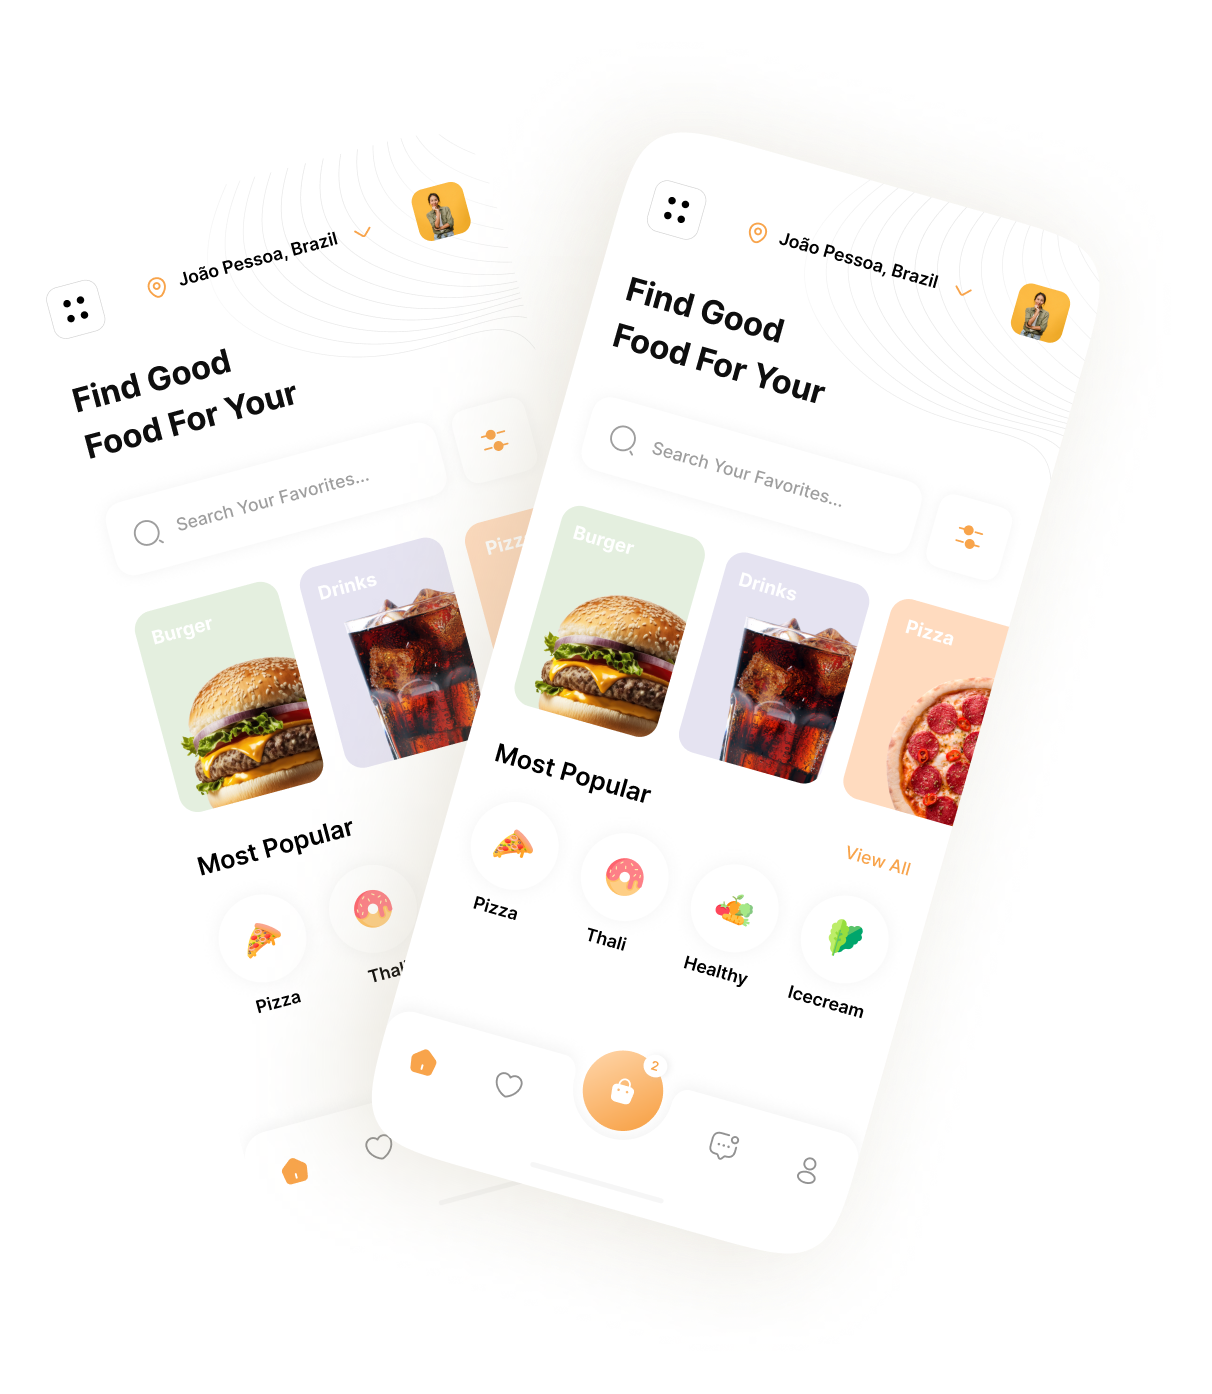 João Pessoa, Brazil
Find Good
Food For Your
Search Your Favorites...
Burger
Drinks
Pizz
Most Popular
Pizza
Thali
João Pessoa, Brazil
Find Good
Food For Your
Search Your Favorites...
Burger
Drinks
Pizza
Most Popular
View All
Pizza
Thali
Healthy
Icecream
2